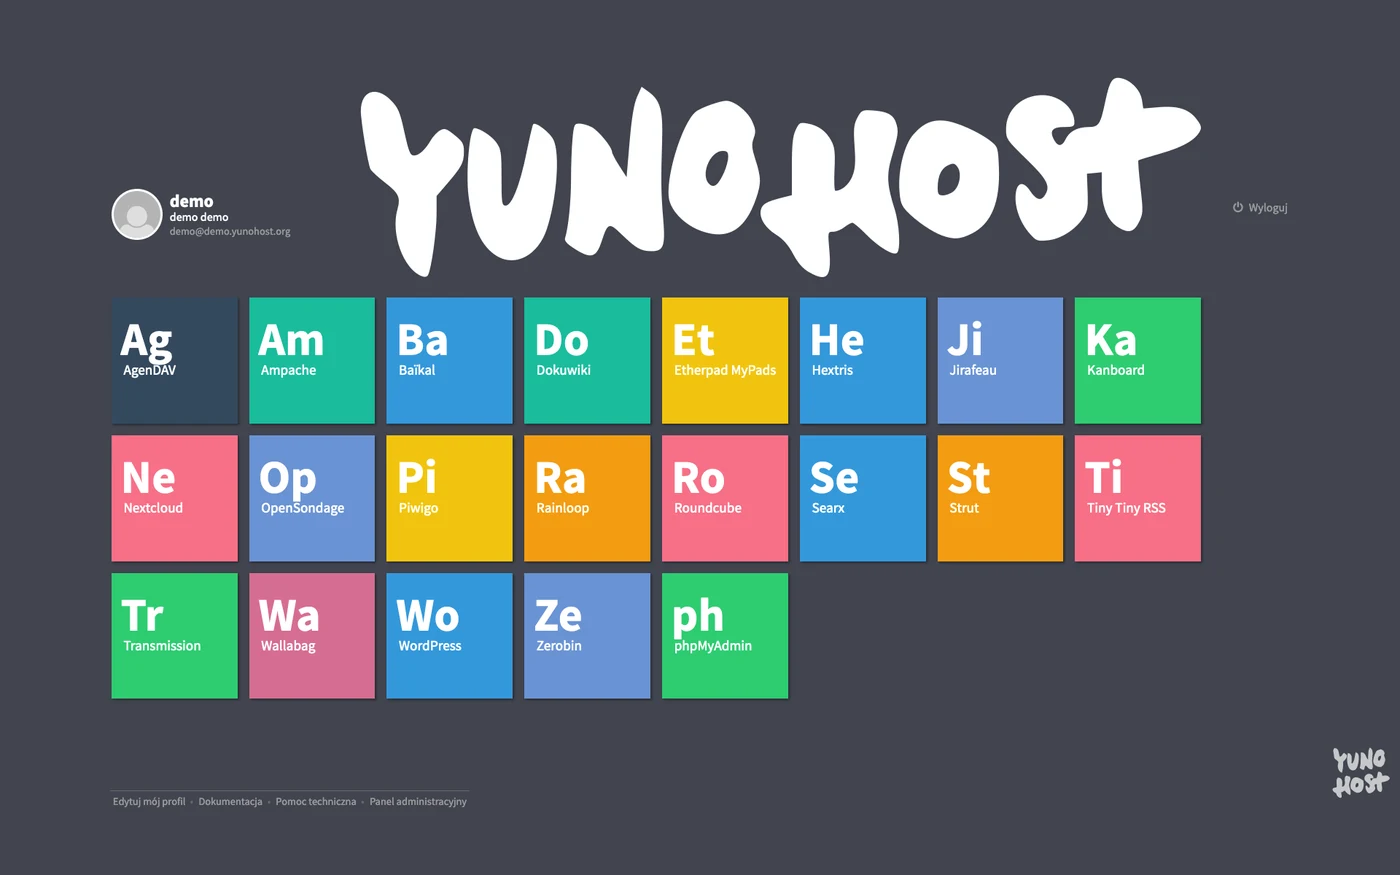 YUNOHOST
demo
demo demo
demo@demo.yunohost.org
Wyloguj
Ag
AgenDAV
Am
Ampache
Ba
Baïkal
Do
Dokuwiki
Et
Etherpad MyPads
He
Hextris
Ji
Jirafeau
Ka
Kanboard
Ne
Nextcloud
Op
OpenSondage
Pi
Piwigo
Ra
Rainloop
Ro
Roundcube
Se
Searx
St
Strut
Ti
Tiny Tiny RSS
Tr
Transmission
Wa
Wallabag
Wo
WordPress
Ze
Zerobin
ph
phpMyAdmin
YUNO
HOST
Edytuj mój profil · Dokumentacja · Pomoc techniczna · Panel administracyjny